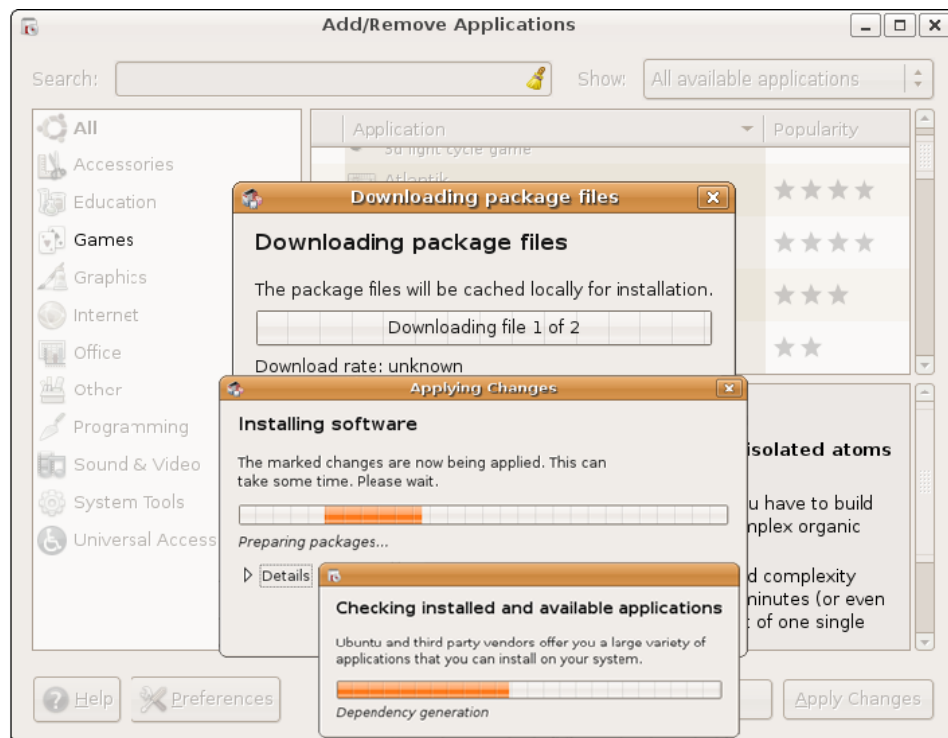 Add/Remove Applications
Search:
Show: All available applications
All
Accessories
Education
Games
Graphics
Internet
Office
Other
Programming
Sound & Video
System Tools
Universal Access
Application
Popularity
light cycle game
Atlantik
Downloading package files
Downloading package files
The package files will be cached locally for installation.
Downloading file 1 of 2
Download rate: unknown
Applying Changes
Installing software
The marked changes are now being applied. This can
take some time. Please wait.
Preparing packages...
Details
Checking installed and available applications
Ubuntu and third party vendors offer you a large variety of
applications that you can install on your system.
Dependency generation
isolated atoms
have to build
organic
complexity
minutes (or even
of one single
Help
Preferences
Apply Changes